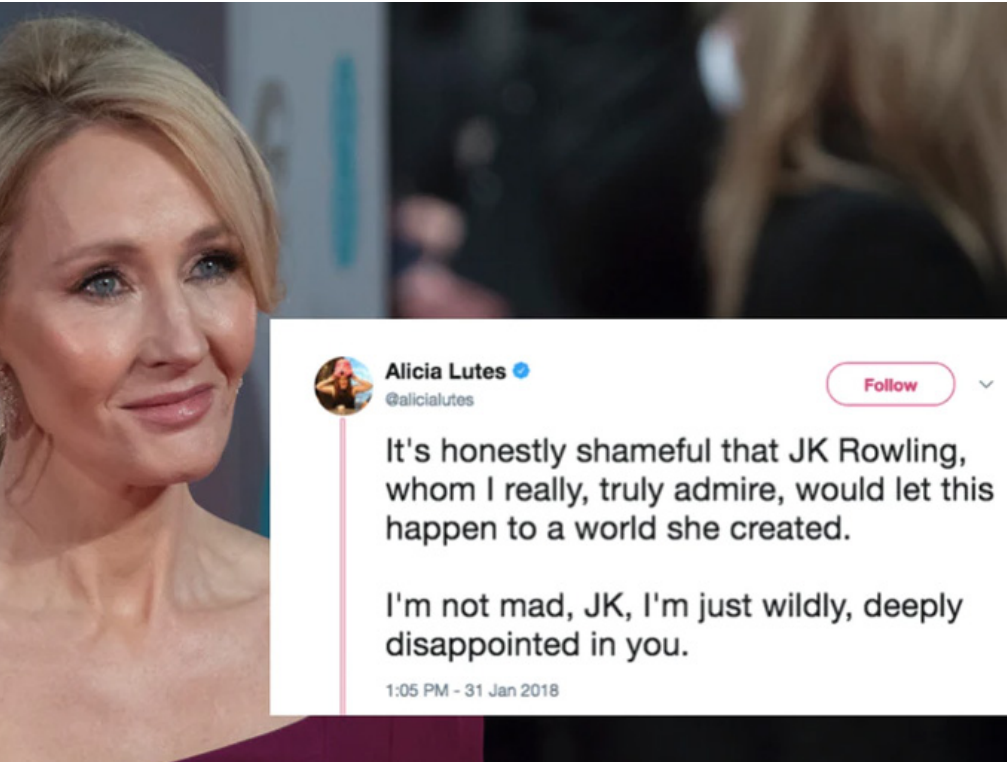 Alicia Lutes
@alicialutes
Follow
It's honestly shameful that JK Rowling,
whom I really, truly admire, would let this
happen to a world she created.
I'm not mad, JK, I'm just wildly, deeply
disappointed in you.
1:05 PM - 31 Jan 2018